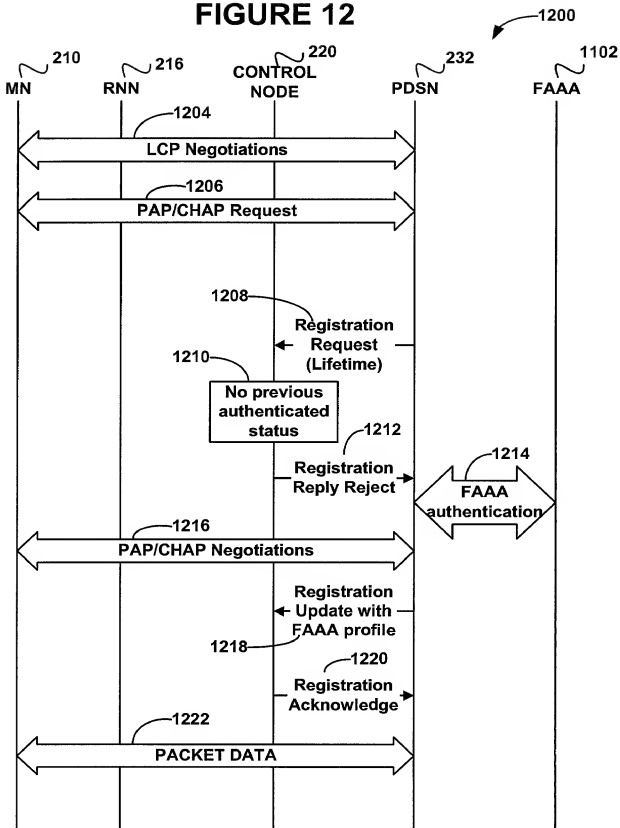 FIGURE 12
1200
210
216
220
232
1102
MN
RNN
CONTROL
NODE
PDSN
FAAA
1204
LCP Negotiations
1206
PAP/CHAP Request
1208
Registration
Request
(Lifetime)
1210
No previous
authenticated
status
1212
Registration
Reply Reject
1214
FAAA
authentication
1216
PAP/CHAP Negotiations
Registration
Update with
FAAA profile
1218
1220
Registration
Acknowledge
1222
PACKET DATA